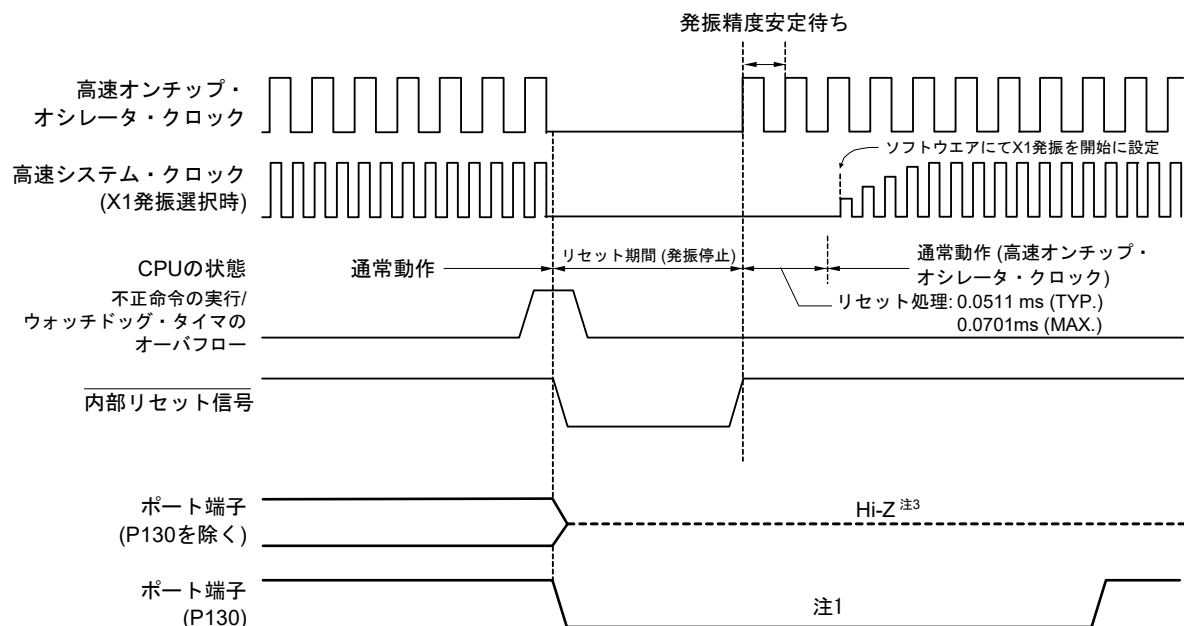 発振精度安定待ち
高速オンチップ・
オシレータ・クロック
ソフトウエアにてX1発振を開始に設定
高速システム・クロック
(X1発振選択時)
CPUの状態
通常動作
リセット期間 (発振停止)
通常動作 (高速オンチップ・
オシレータ・クロック)
リセット処理: 0.0511 ms (TYP.)
0.0701ms (MAX.)
不正命令の実行/
ウォッチドッグ・タイマの
オーバフロー
内部リセット信号
ポート端子
(P130を除く)
Hi-Z 注3
ポート端子
(P130)
注1